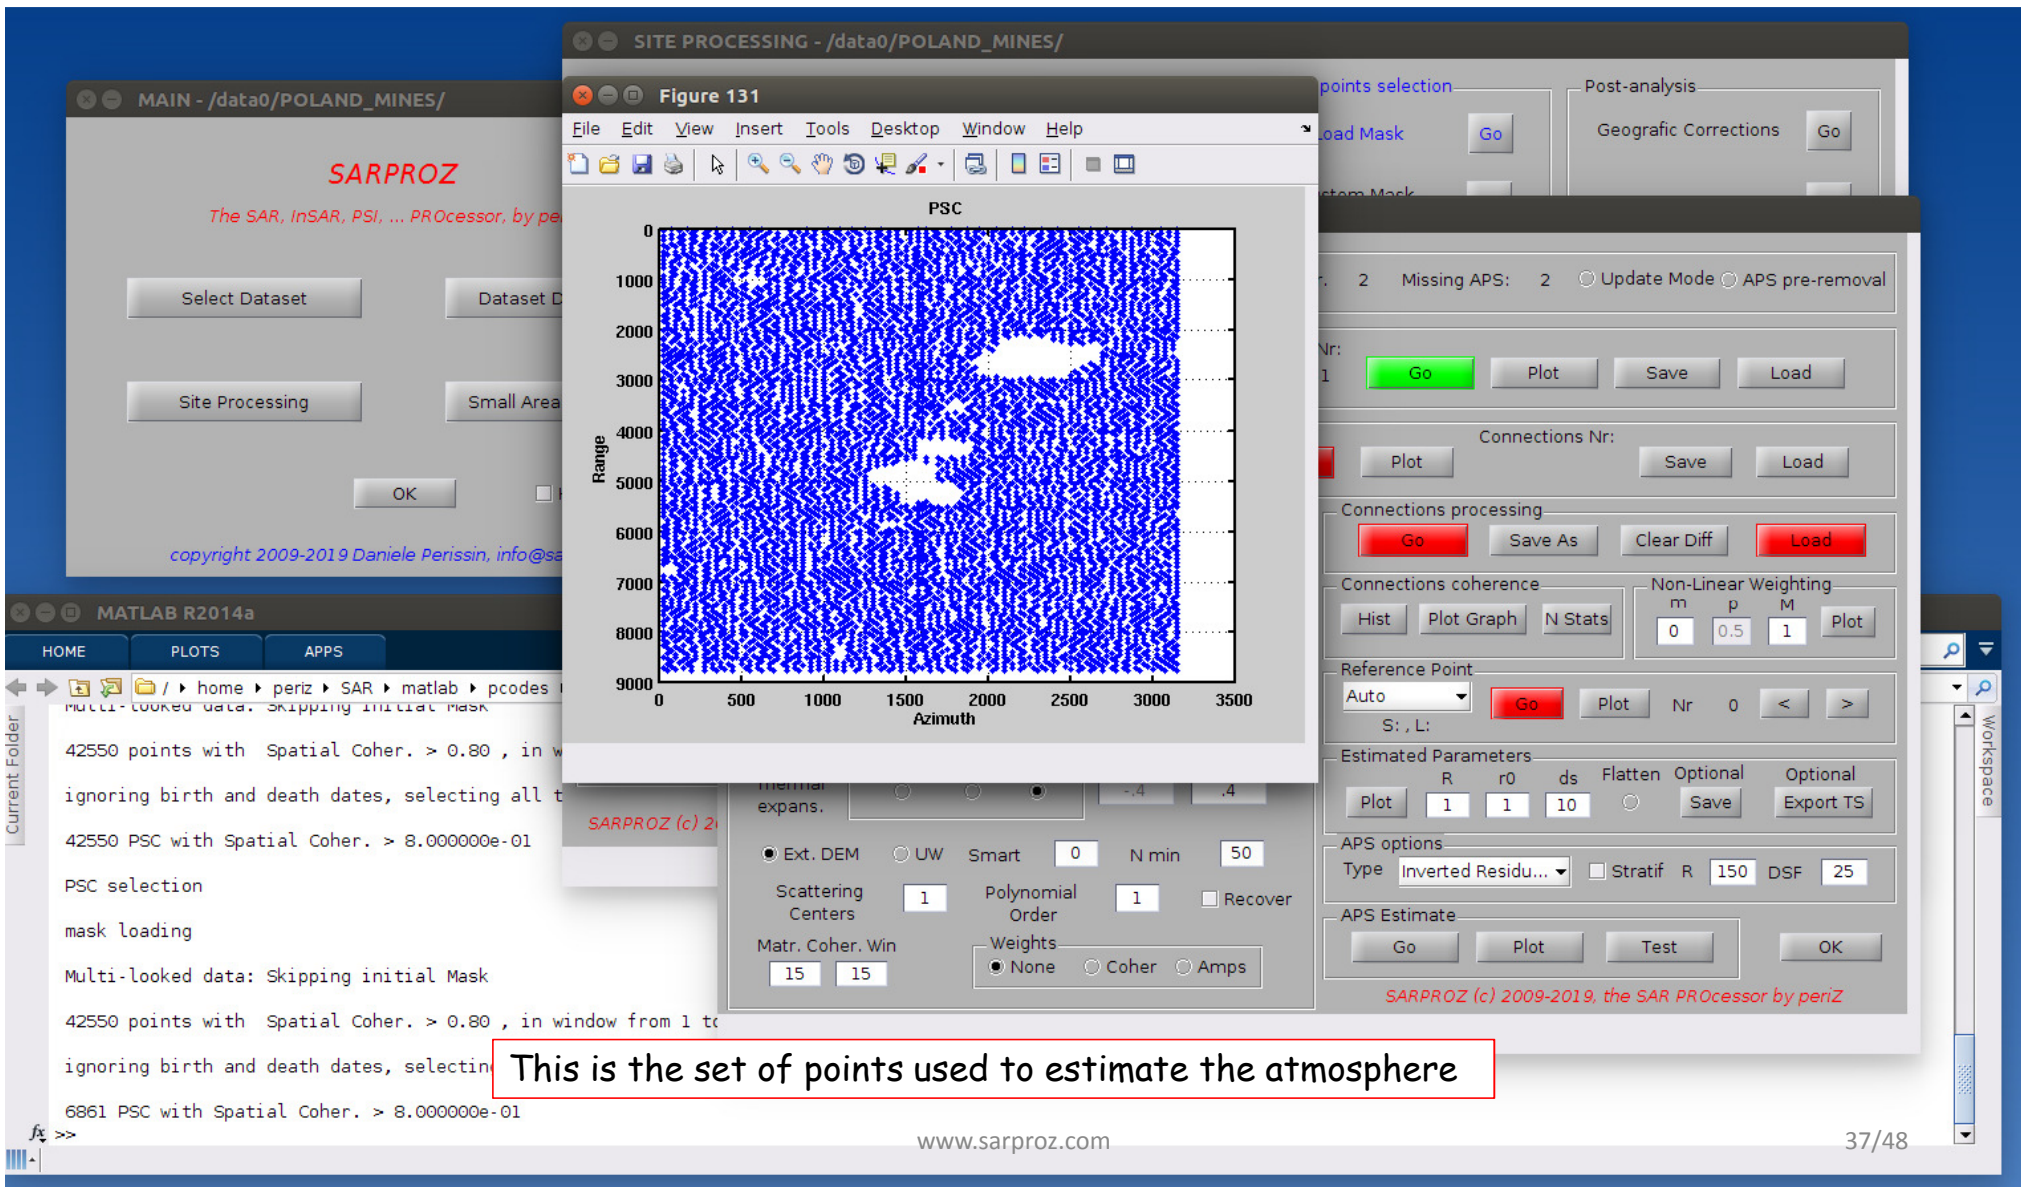 SITE PROCESSING - /data0/POLAND_MINES/
MAIN - /data0/POLAND_MINES/
SARPROZ
The SAR, InSAR, PSI, ... PROcessor, by
Select Dataset
Dataset
Site Processing
Small Area
OK
copyright 2009-2019 Daniele Perissin,
Figure 131
File Edit View Insert Tools Desktop Window Help
PSC
0
1000
2000
3000
4000
5000
6000
7000
8000
9000
Range
0 500 1000 1500 2000 2500 3000 3500
Azimuth
points selection
Load Mask Go
Mask
Post-analysis
Geografic Corrections Go
2 Missing APS: 2 Update Mode APS pre-removal
Nr:
1 Go Plot Save Load
Connections Nr:
Plot Save Load
Connections processing
Go Save As Clear Diff Load
Connections coherence
Hist Plot Graph N Stats
Non-Linear Weighting
m p M
0 0.5 1 Plot
Reference Point
Auto Go Plot Nr 0 < >
S: , L:
Estimated Parameters
R r0 ds Flatten Optional Optional
Plot 1 1 10 Save Export TS
APS options
Type Inverted Residu... Stratif R 150 DSF 25
APS Estimate
Go Plot Test OK
SARPROZ (c) 2009-2019, the SAR PROcessor by periZ
Thermal
expans. -.4 .4
SARPROZ (c)
Ext. DEM UW Smart 0 N min 50
Scattering
Centers 1
Polynomial
Order 1
Recover
Matr. Coher. Win
15 15
Weights
None Coher Amps
MATLAB R2014a
HOME PLOTS APPS
/ home periz SAR matlab pcodes
Current Folder
Workspace
Multi-looked data: Skipping initial Mask
42550 points with Spatial Coher. > 0.80 , in
ignoring birth and death dates, selecting all
42550 PSC with Spatial Coher. > 8.000000e-01
PSC selection
mask loading
Multi-looked data: Skipping initial Mask
42550 points with Spatial Coher. > 0.80 , in window from 1
ignoring birth and death dates,
6861 PSC with Spatial Coher. > 8.000000e-01
fx >>
This is the set of points used to estimate the atmosphere
www.sarproz.com
37/48